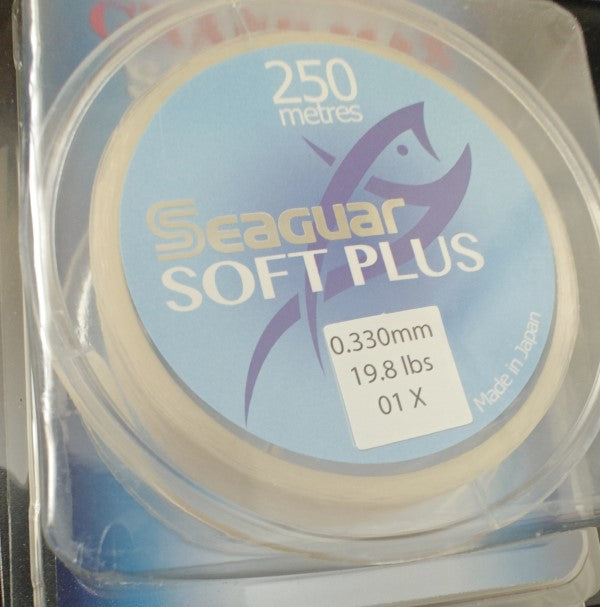 250
metres
Seaguar
SOFT PLUS
0.330mm
19.8 lbs
01 X
Made in Japan